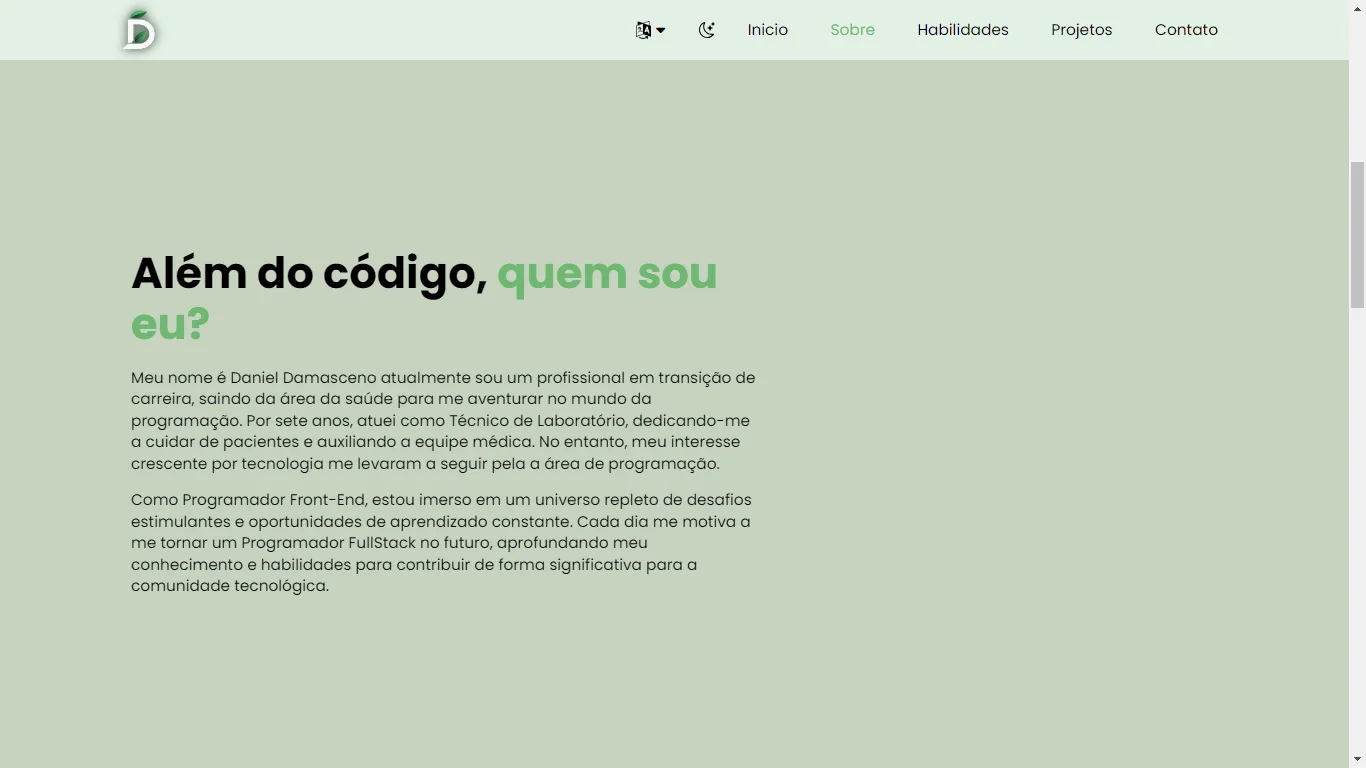 D
Inicio Sobre Habilidades Projetos Contato
Além do código, quem sou
eu?
Meu nome é Daniel Damasceno atualmente sou um profissional em transição de
carreira, saindo da área da saúde para me aventurar no mundo da
programação. Por sete anos, atuei como Técnico de Laboratório, dedicando-me
a cuidar de pacientes e auxiliando a equipe médica. No entanto, meu interesse
crescente por tecnologia me levaram a seguir pela a área de programação.
Como Programador Front-End, estou imerso em um universo repleto de desafios
estimulantes e oportunidades de aprendizado constante. Cada dia me motiva a
me tornar um Programador FullStack no futuro, aprofundando meu
conhecimento e habilidades para contribuir de forma significativa para a
comunidade tecnológica.